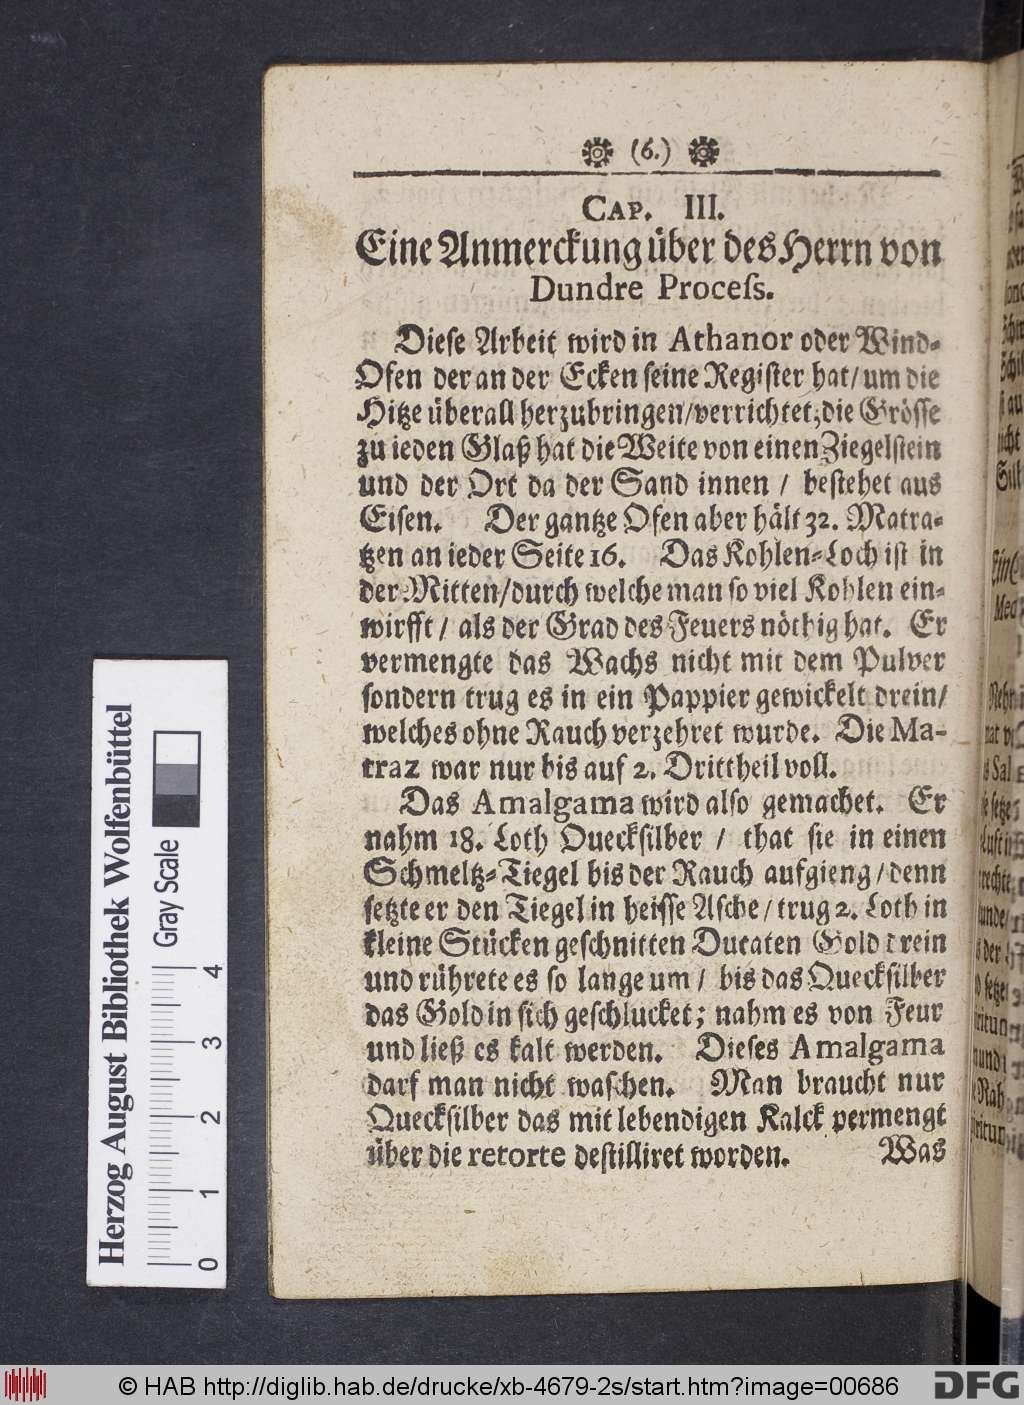 (6.)
CAP. III.
Eine Anmerckung über des Herrn von
Dundre Proceſs.
Dieſe Arbeit wird in Athanor oder Wind-
Ofen der an der Ecken ſeine Regiſter hat/ um die
Hitze überall herzubringen/verrichtet; die Gröſſe
zu ieden Glaß hat die Weite von einen Ziegelſtein
und der Ort da der Sand innen / beſtehet aus
Eiſen. Der gantze Ofen aber hält 32. Matra-
tzen an ieder Seite 16. Das Kohlen-Loch iſt in
der Mitten/durch welche man ſo viel Kohlen ein-
wirfft / als der Grad des Feuers nöthig hat. Er
vermengte das Wachs nicht mit dem Pulver
ſondern trug es in ein Pappier gewickelt drein/
welches ohne Rauch verzehret wurde. Die Ma-
traz war nur bis auf 2. Drittheil voll.
Das Amalgama wird alſo gemachet. Er
nahm 18. Loth Queckſilber / that ſie in einen
Schmeltz-Tiegel bis der Rauch aufgieng / denn
ſetzte er den Tiegel in heiſſe Aſche / trug 2. Loth in
kleine Stücken geſchnitten Ducaten Gold drein
und rührete es ſo lange um / bis das Queckſilber
das Gold in ſich geſchlucket; nahm es von Feur
und ließ es kalt werden. Dieſes Amalgama
darf man nicht waſchen. Man braucht nur
Queckſilber das mit lebendigen Kalck vermengt
über die retorte deſtilliret worden. Was
Herzog August Bibliothek Wolfenbüttel
Gray Scale
0 1 2 3 4
© HAB http://diglib.hab.de/drucke/xb-4679-2s/start.htm?image=00686
DFG